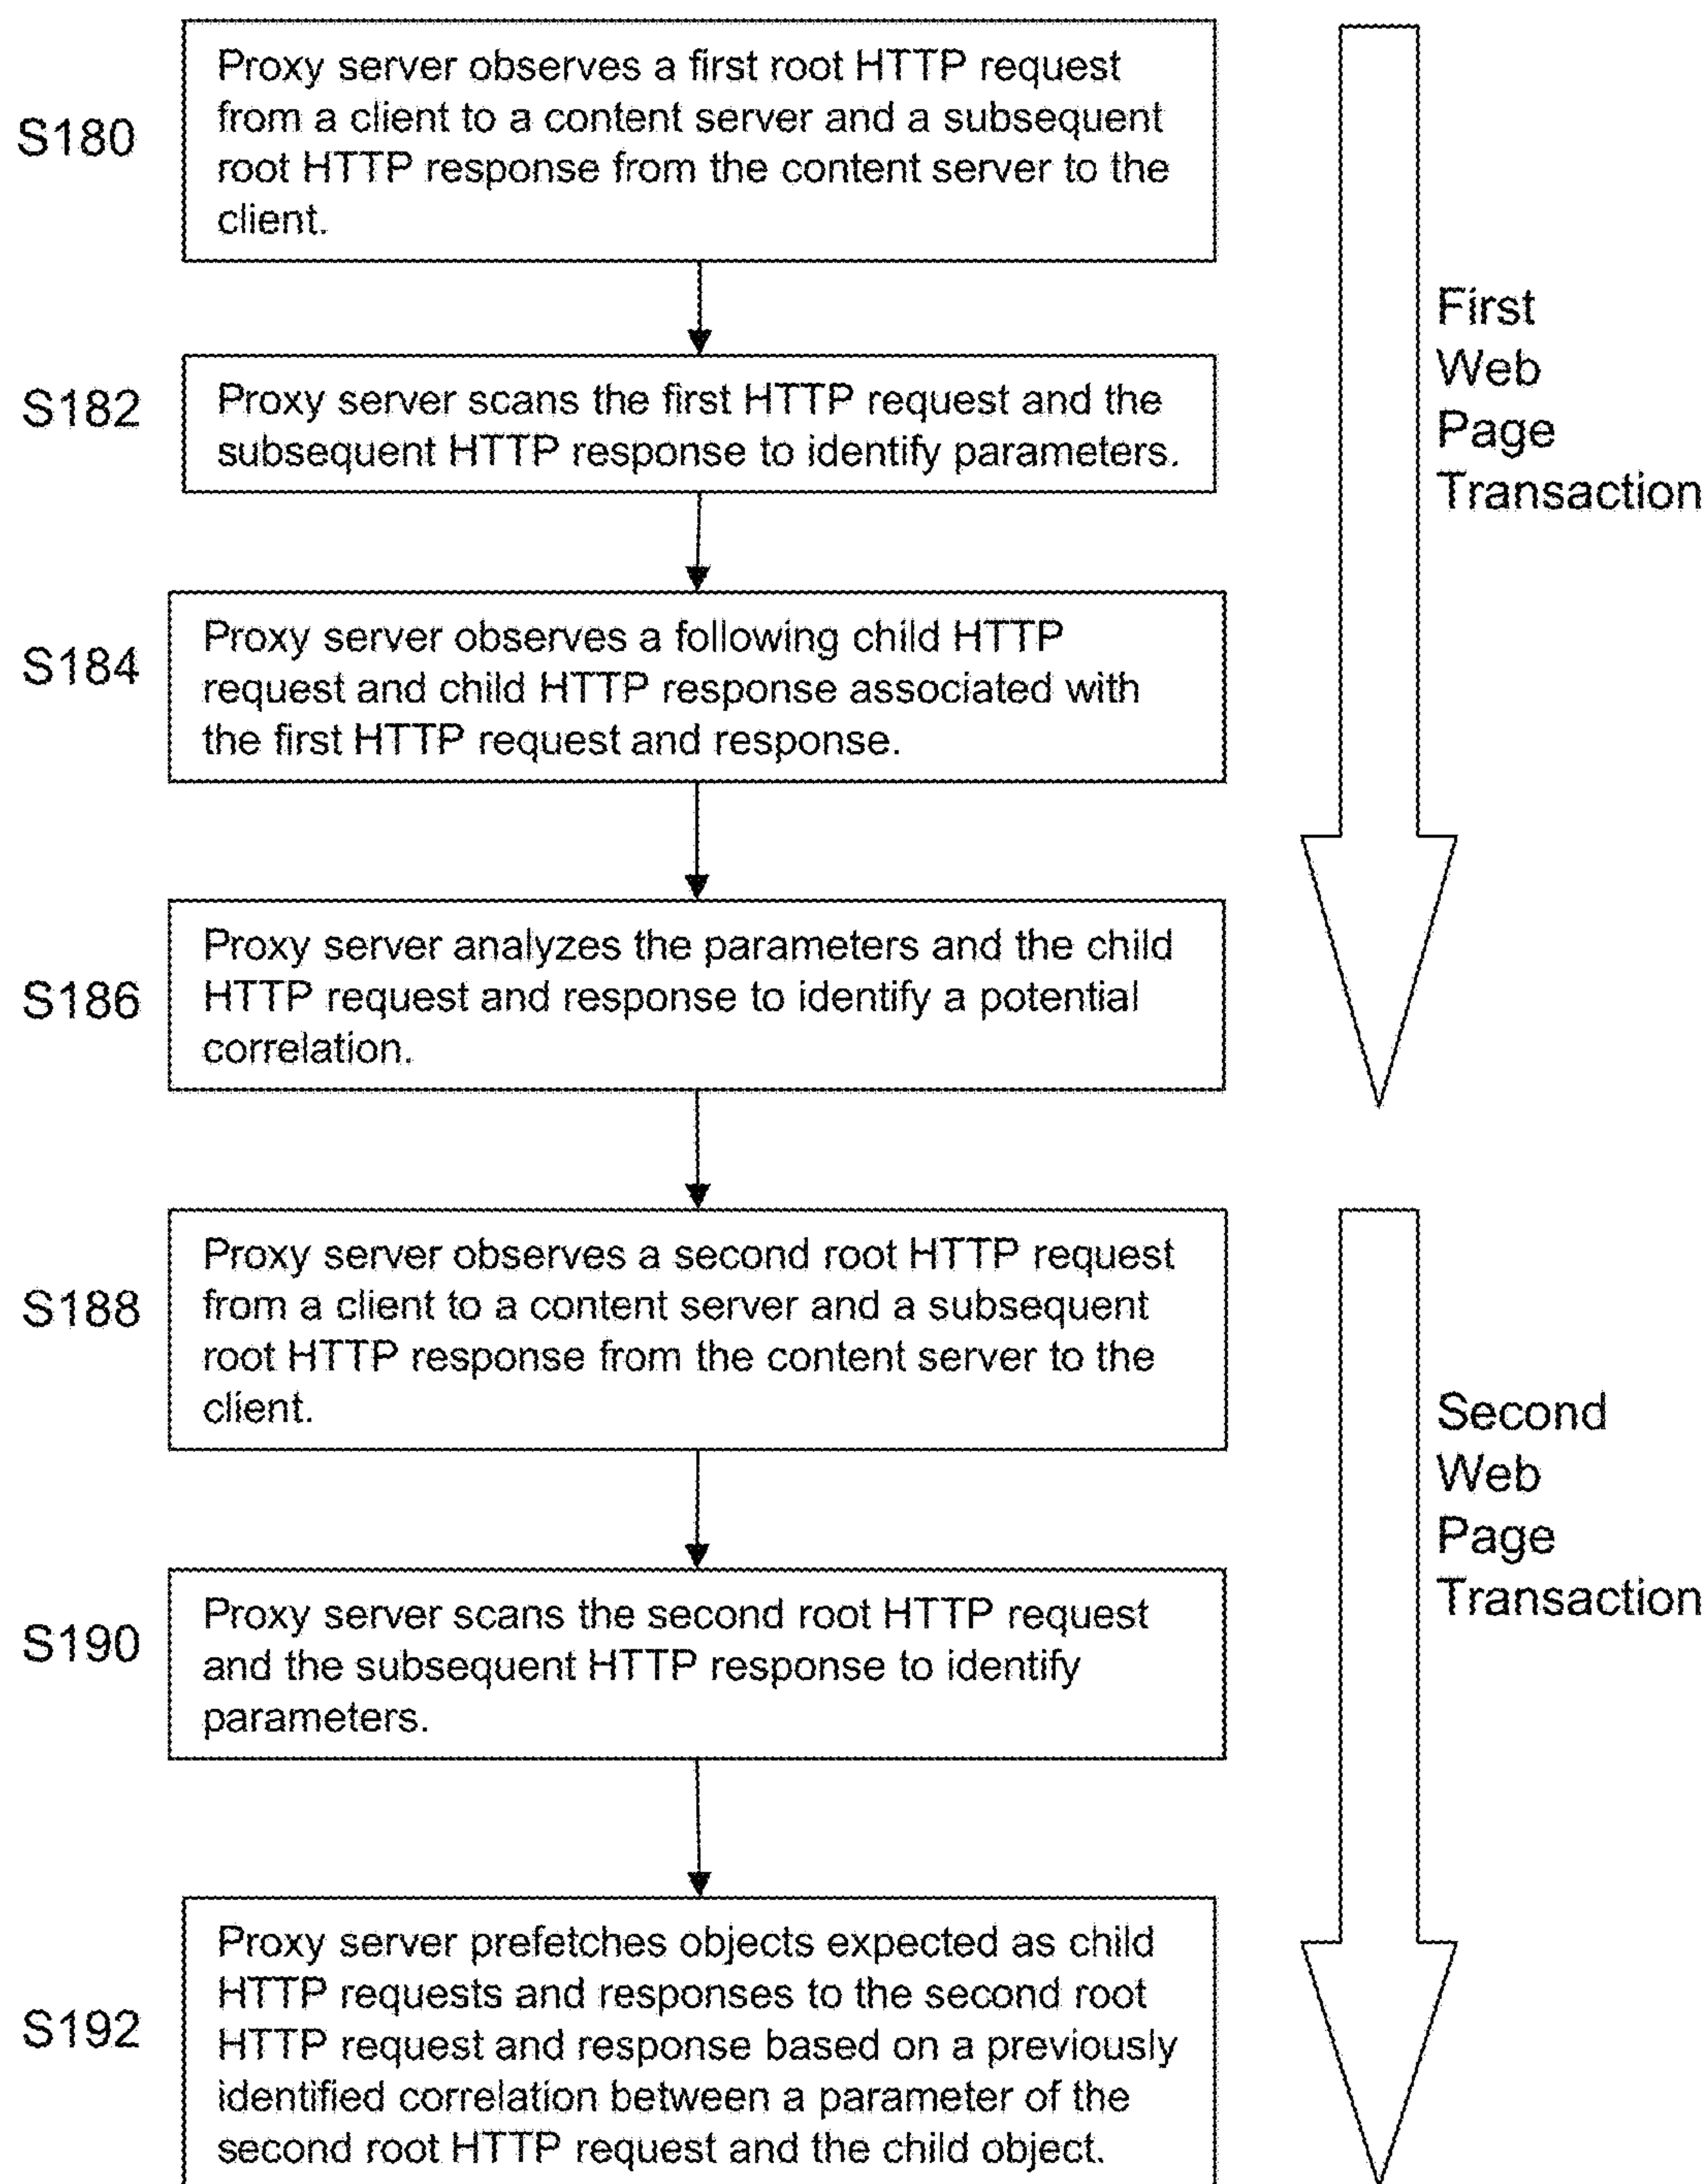 S180
Proxy server observes a first root HTTP request
from a client to a content server and a subsequent
root HTTP response from the content server to the
client.
S182
Proxy server scans the first HTTP request and the
subsequent HTTP response to identify parameters.
First
Web
Page
Transaction
S184
Proxy server observes a following child HTTP
request and child HTTP response associated with
the first HTTP request and response.
S186
Proxy server analyzes the parameters and the child
HTTP request and response to identify a potential
correlation.
S188
Proxy server observes a second root HTTP request
from a client to a content server and a subsequent
root HTTP response from the content server to the
client.
Second
Web
Page
Transaction
S190
Proxy server scans the second root HTTP request
and the subsequent HTTP response to identify
parameters.
S192
Proxy server prefetches objects expected as child
HTTP requests and responses to the second root
HTTP request and response based on a previously
identified correlation between a parameter of the
second root HTTP request and the child object.